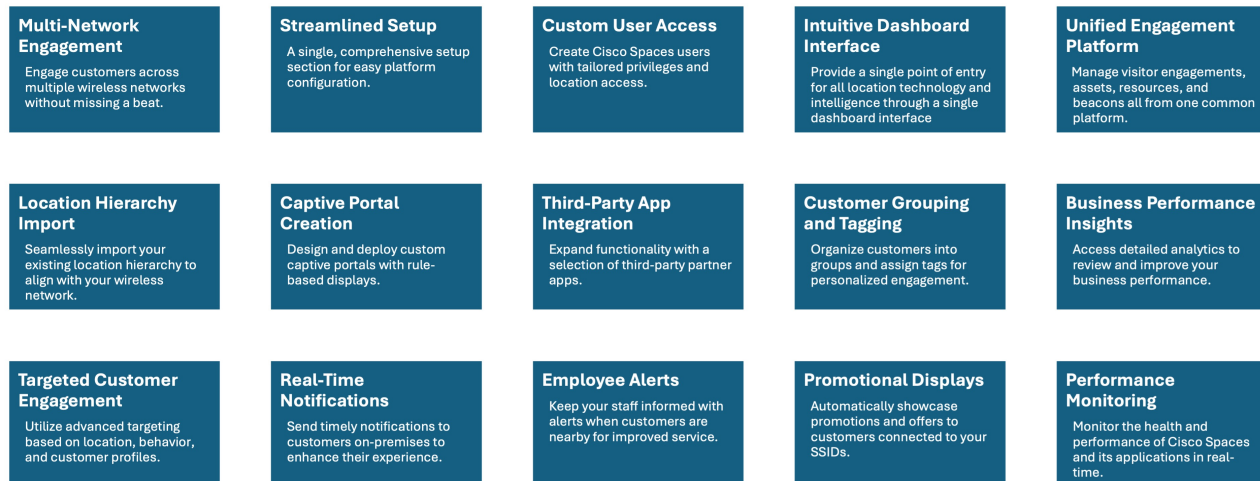 Multi-Network
Engagement
Engage customers across
multiple wireless networks
without missing a beat.
Streamlined Setup
A single, comprehensive setup
section for easy platform
configuration.
Custom User Access
Create Cisco Spaces users
with tailored privileges and
location access.
Intuitive Dashboard
Interface
Provide a single point of entry
for all location technology and
intelligence through a single
dashboard interface
Unified Engagement
Platform
Manage visitor engagements,
assets, resources, and
beacons all from one common
platform.
Location Hierarchy
Import
Seamlessly import your
existing location hierarchy to
align with your wireless
network.
Captive Portal
Creation
Design and deploy custom
captive portals with rule-
based displays.
Third-Party App
Integration
Expand functionality with a
selection of third-party partner
apps.
Customer Grouping
and Tagging
Organize customers into
groups and assign tags for
personalized engagement.
Business Performance
Insights
Access detailed analytics to
review and improve your
business performance.
Targeted Customer
Engagement
Utilize advanced targeting
based on location, behavior,
and customer profiles.
Real-Time
Notifications
Send timely notifications to
customers on-premises to
enhance their experience.
Employee Alerts
Keep your staff informed with
alerts when customers are
nearby for improved service.
Promotional Displays
Automatically showcase
promotions and offers to
customers connected to your
SSIDs.
Performance
Monitoring
Monitor the health and
performance of Cisco Spaces
and its applications in real-
time.